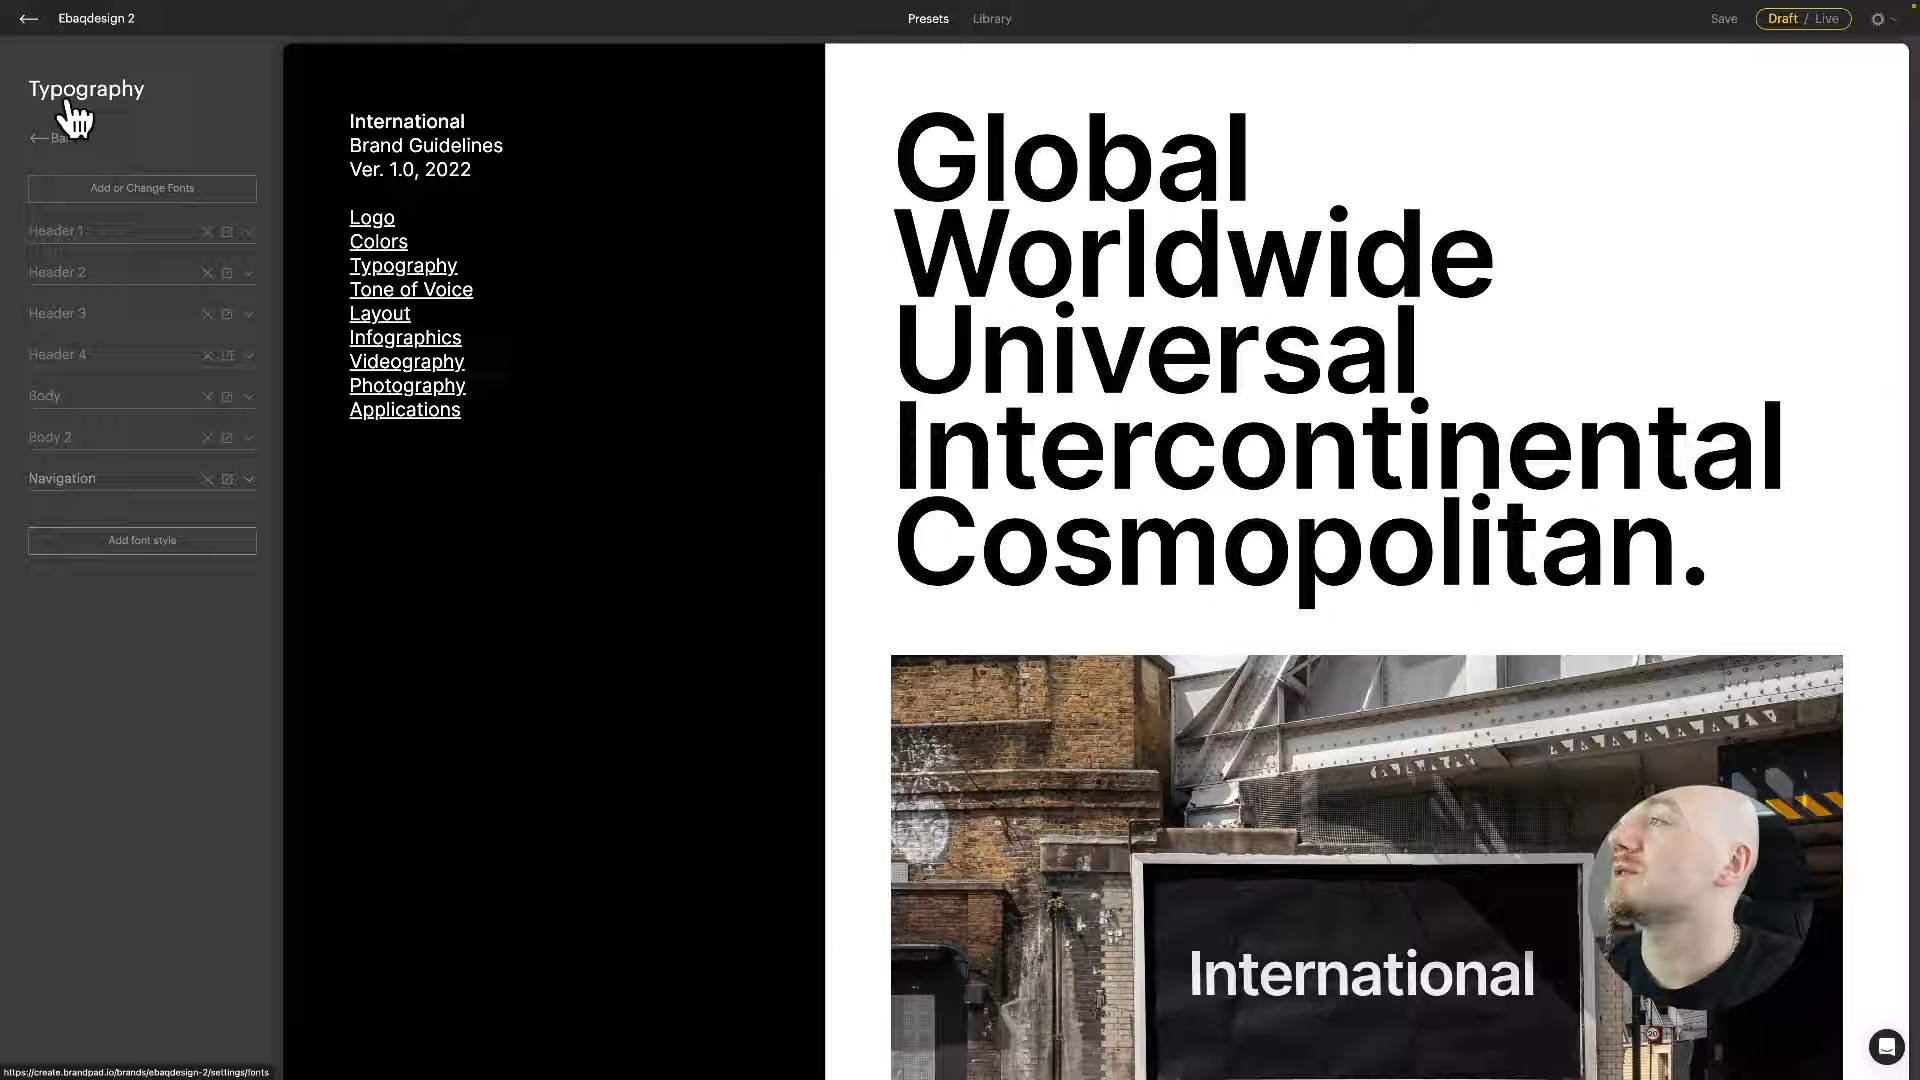 Ebaqdesign 2
Presets
Library
Save
Draft / Live
Typography
Add or Change Fonts
Header 1
Header 2
Header 3
Header 4
Body
Body 2
Navigation
Add font style
International
Brand Guidelines
Ver. 1.0, 2022
Logo
Colors
Typography
Tone of Voice
Layout
Infographics
Videography
Photography
Applications
Global
Worldwide
Universal
Intercontinental
Cosmopolitan.
International
20
https://create.brandpad.io/brands/ebaqdesign-2/settings/fonts